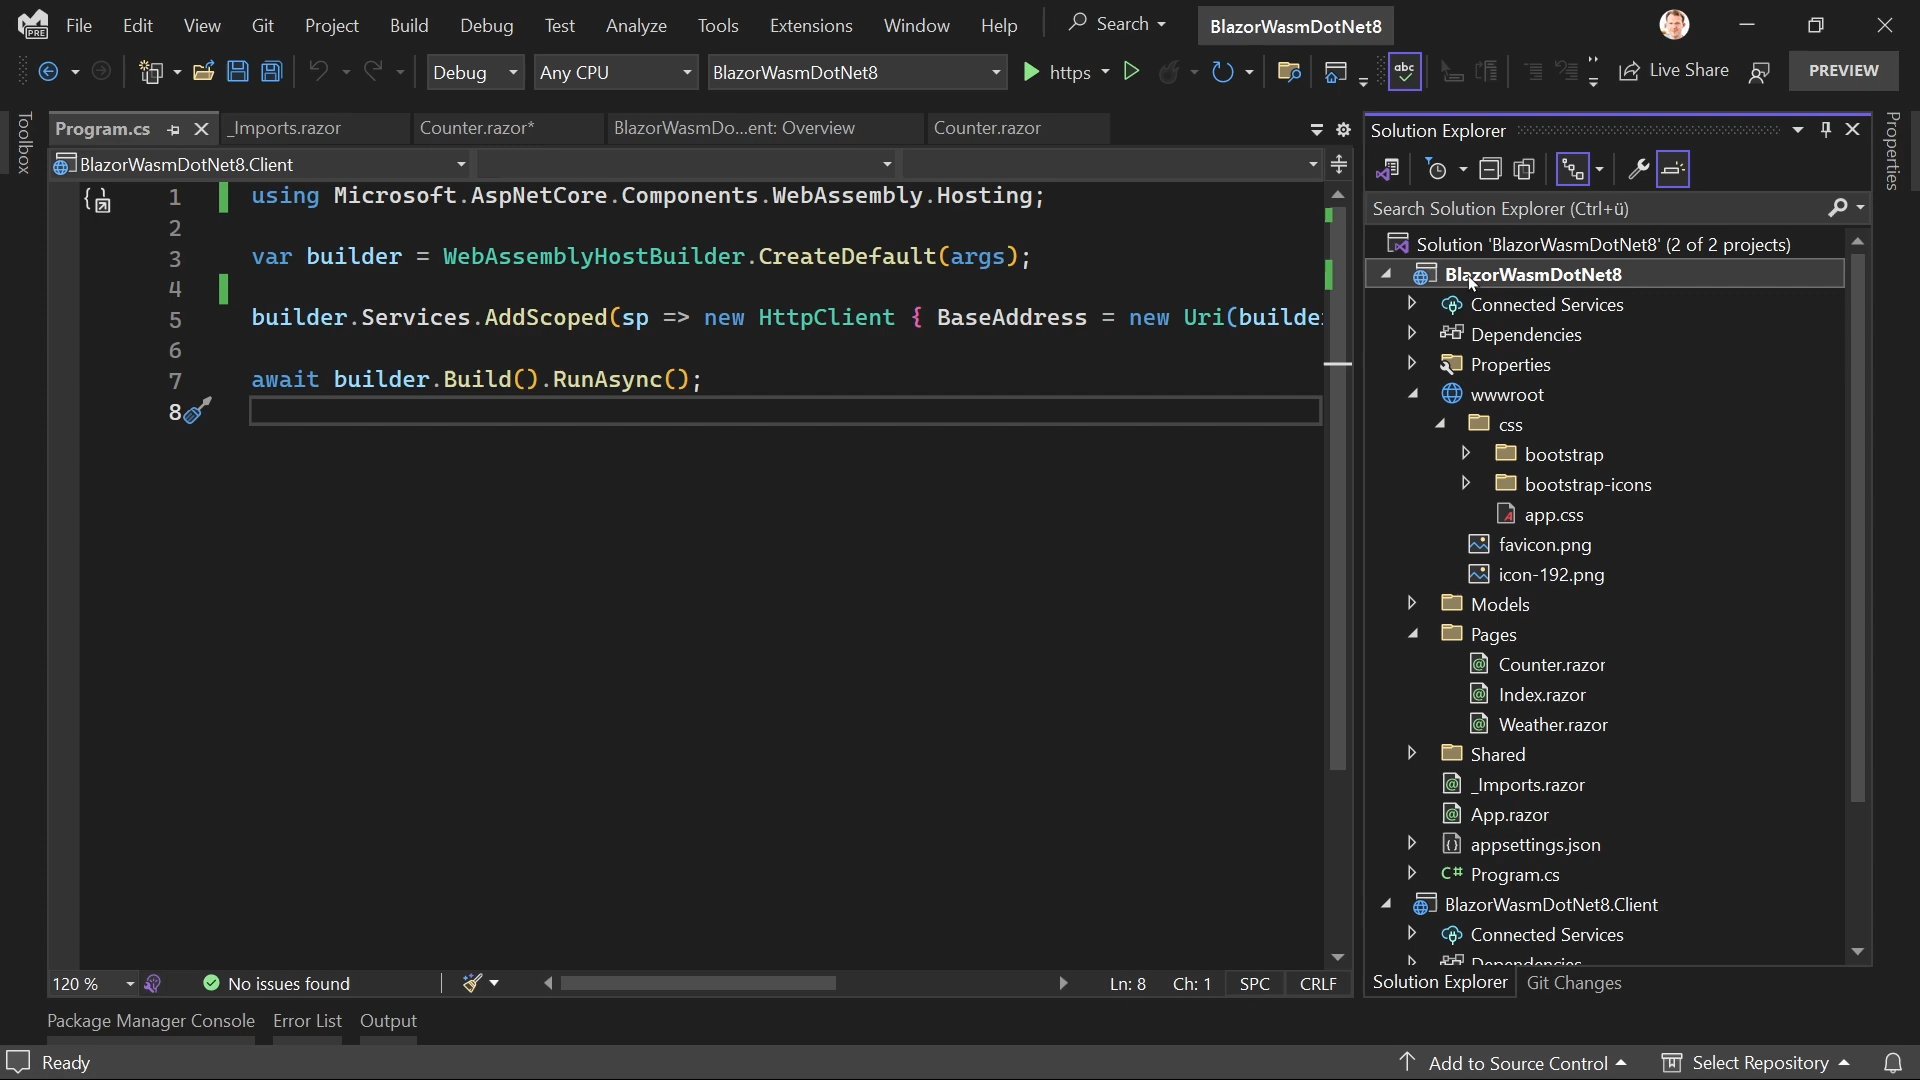 PRE File Edit View Git Project Build Debug Test Analyze Tools Extensions Window Help Search BlazorWasmDotNet8
Debug Any CPU BlazorWasmDotNet8 https abc Live Share PREVIEW
Toolbox
Program.cs _Imports.razor Counter.razor* BlazorWasmDo...ent: Overview Counter.razor
BlazorWasmDotNet8.Client
1 using Microsoft.AspNetCore.Components.WebAssembly.Hosting;
2
3 var builder = WebAssemblyHostBuilder.CreateDefault(args);
4
5 builder.Services.AddScoped(sp => new HttpClient { BaseAddress = new Uri(builde
6
7 await builder.Build().RunAsync();
8
120 % No issues found Ln: 8 Ch: 1 SPC CRLF
Solution Explorer
Search Solution Explorer (Ctrl+ü)
Solution 'BlazorWasmDotNet8' (2 of 2 projects)
BlazorWasmDotNet8
Connected Services
Dependencies
Properties
wwwroot
css
bootstrap
bootstrap-icons
app.css
favicon.png
icon-192.png
Models
Pages
Counter.razor
Index.razor
Weather.razor
Shared
_Imports.razor
App.razor
appsettings.json
C# Program.cs
BlazorWasmDotNet8.Client
Connected Services
Dependencies
Solution Explorer Git Changes
Properties
Package Manager Console Error List Output
Ready Add to Source Control Select Repository